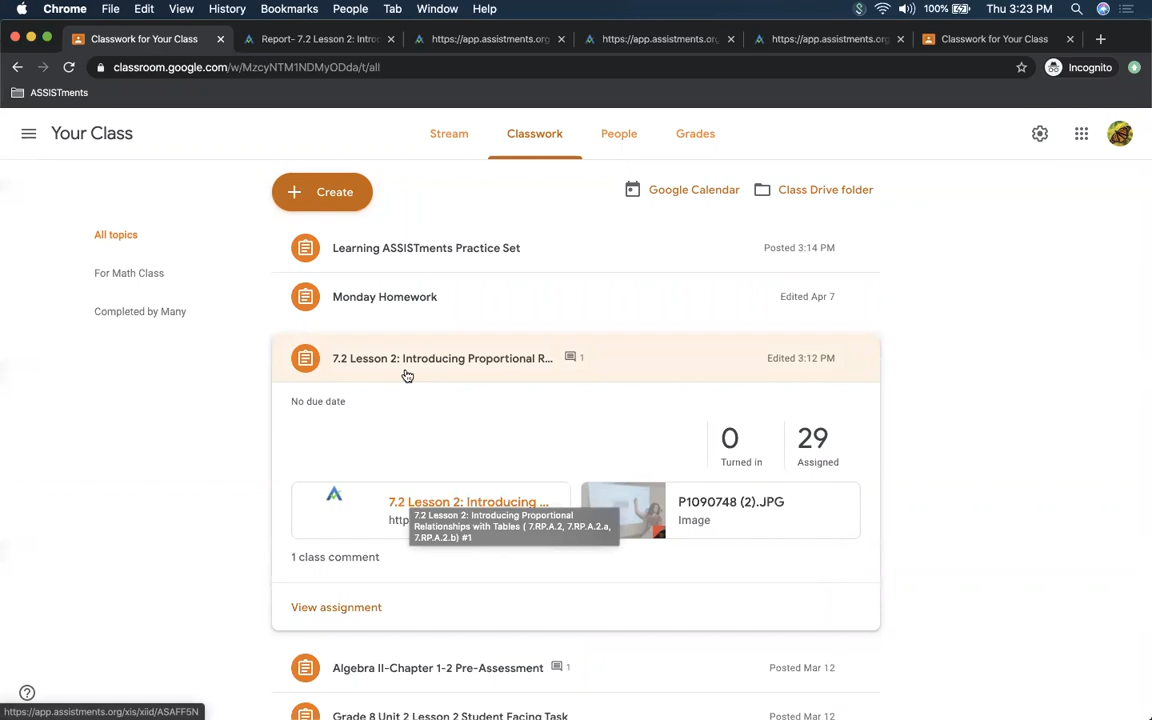 Chrome File Edit View History Bookmarks People Tab Window Help 100% Thu 3:23 PM
Classwork for Your Class Report- 7.2 Lesson 2: Introd https://app.assistments.org, https://app.assistments.org, https://app.assistments.org, Classwork for Your Class
classroom.google.com/w/MzcyNTM1NDMyODda/t/all Incognito
ASSISTments
Your Class Stream Classwork People Grades
Create Google Calendar Class Drive folder
All topics
For Math Class
Completed by Many
Learning ASSISTments Practice Set Posted 3:14 PM
Monday Homework Edited Apr 7
7.2 Lesson 2: Introducing Proportional R... 1 Edited 3:12 PM
No due date
0 29
Turned in Assigned
7.2 Lesson 2: Introducing ... P1090748 (2).JPG
http Image
7.2 Lesson 2: Introducing Proportional
Relationships with Tables ( 7.RP.A.2, 7.RP.A.2.a,
7.RP.A.2.b) #1
1 class comment
View assignment
Algebra II-Chapter 1-2 Pre-Assessment 1 Posted Mar 12
Grade 8 Unit 2 Lesson 2 Student Facing Task Posted Mar 12
https://app.assistments.org/xis/xiid/ASAFF5N